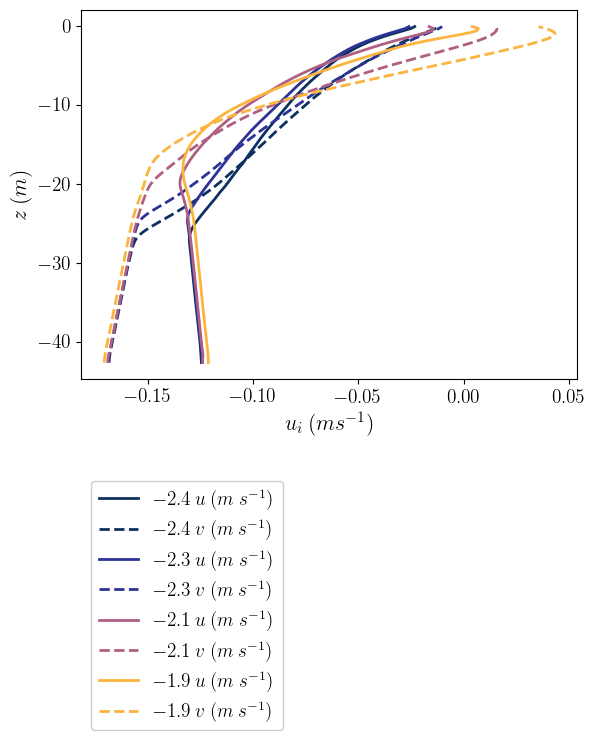 0
−10
−20
−30
−40
z (m)
−0.15 −0.10 −0.05 0.00 0.05
u_i (ms^{−1})
−2.4 u (m s^{−1})
−2.4 v (m s^{−1})
−2.3 u (m s^{−1})
−2.3 v (m s^{−1})
−2.1 u (m s^{−1})
−2.1 v (m s^{−1})
−1.9 u (m s^{−1})
−1.9 v (m s^{−1})